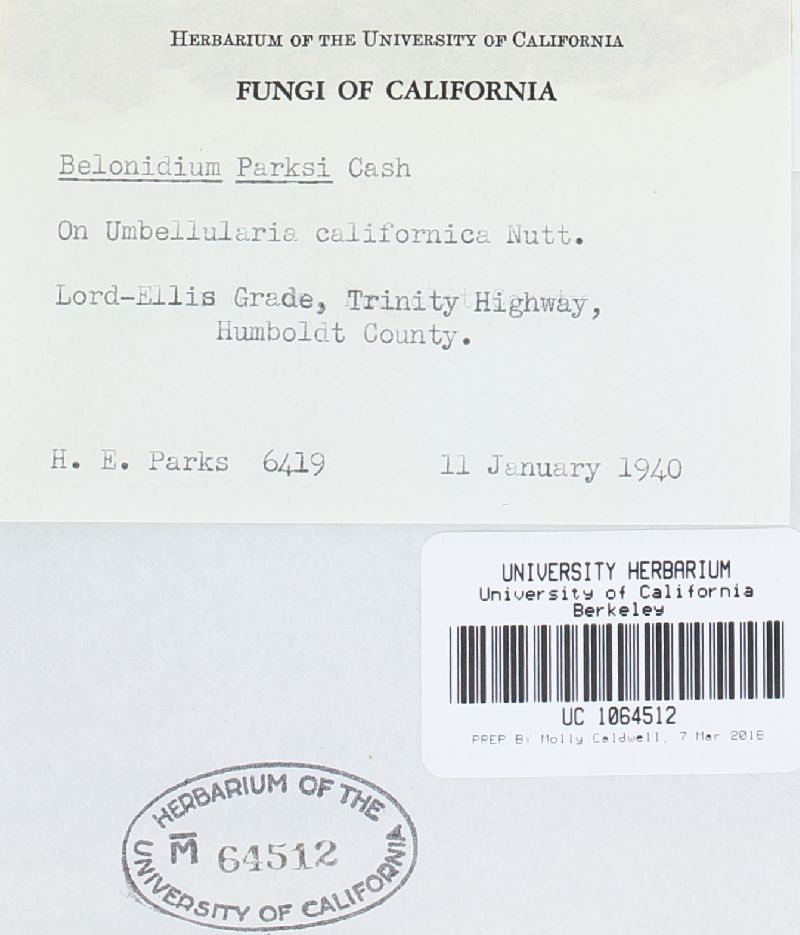 HERBARIUM OF THE UNIVERSITY OF CALIFORNIA
FUNGI OF CALIFORNIA
Belonidium Parksi Cash
On Umbellularia californica Nutt.
Lord-Ellis Grade, Trinity Highway,
Humboldt County.
H. E. Parks 6419 11 January 1940
UNIVERSITY HERBARIUM
University of California
Berkeley
UC 1064512
PREP BY Molly Caldwell, 7 Mar 2018
HERBARIUM OF THE
M 64512
UNIVERSITY OF CALIFORNIA